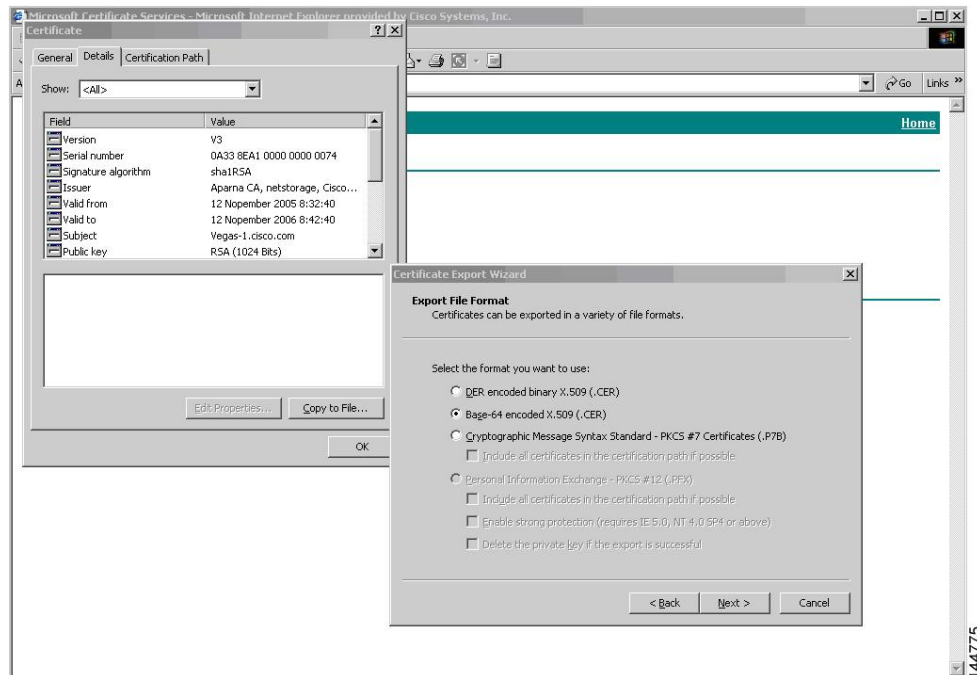 Microsoft Certificate Services - Microsoft Internet Explorer provided by Cisco Systems, Inc.
Certificate
General Details Certification Path
Show: <All>
Go Links »
Home
Field Value
Version V3
Serial number 0A33 8EA1 0000 0000 0074
Signature algorithm sha1RSA
Issuer Aparna CA, netstorage, Cisco...
Valid from 12 Nopember 2005 8:32:40
Valid to 12 Nopember 2006 8:42:40
Subject Vegas-1.cisco.com
Public key RSA (1024 Bits)
Edit Properties... Copy to File...
OK
Certificate Export Wizard
Export File Format
Certificates can be exported in a variety of file formats.
Select the format you want to use:
DER encoded binary X.509 (.CER)
Base-64 encoded X.509 (.CER)
Cryptographic Message Syntax Standard - PKCS #7 Certificates (.P7B)
Include all certificates in the certification path if possible
Personal Information Exchange - PKCS #12 (.PFX)
Include all certificates in the certification path if possible
Enable strong protection (requires IE 5.0, NT 4.0 SP4 or above)
Delete the private key if the export is successful
< Back Next > Cancel
144775